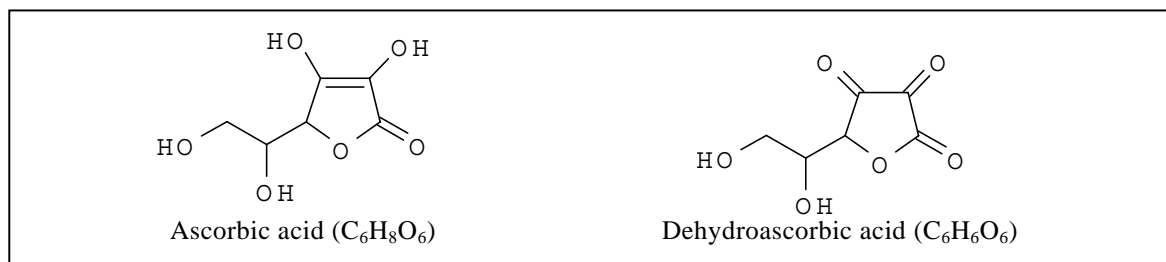 HO OH O O
HO O O HO O O
OH OH
Ascorbic acid (C₆H₈O₆) Dehydroascorbic acid (C₆H₆O₆)